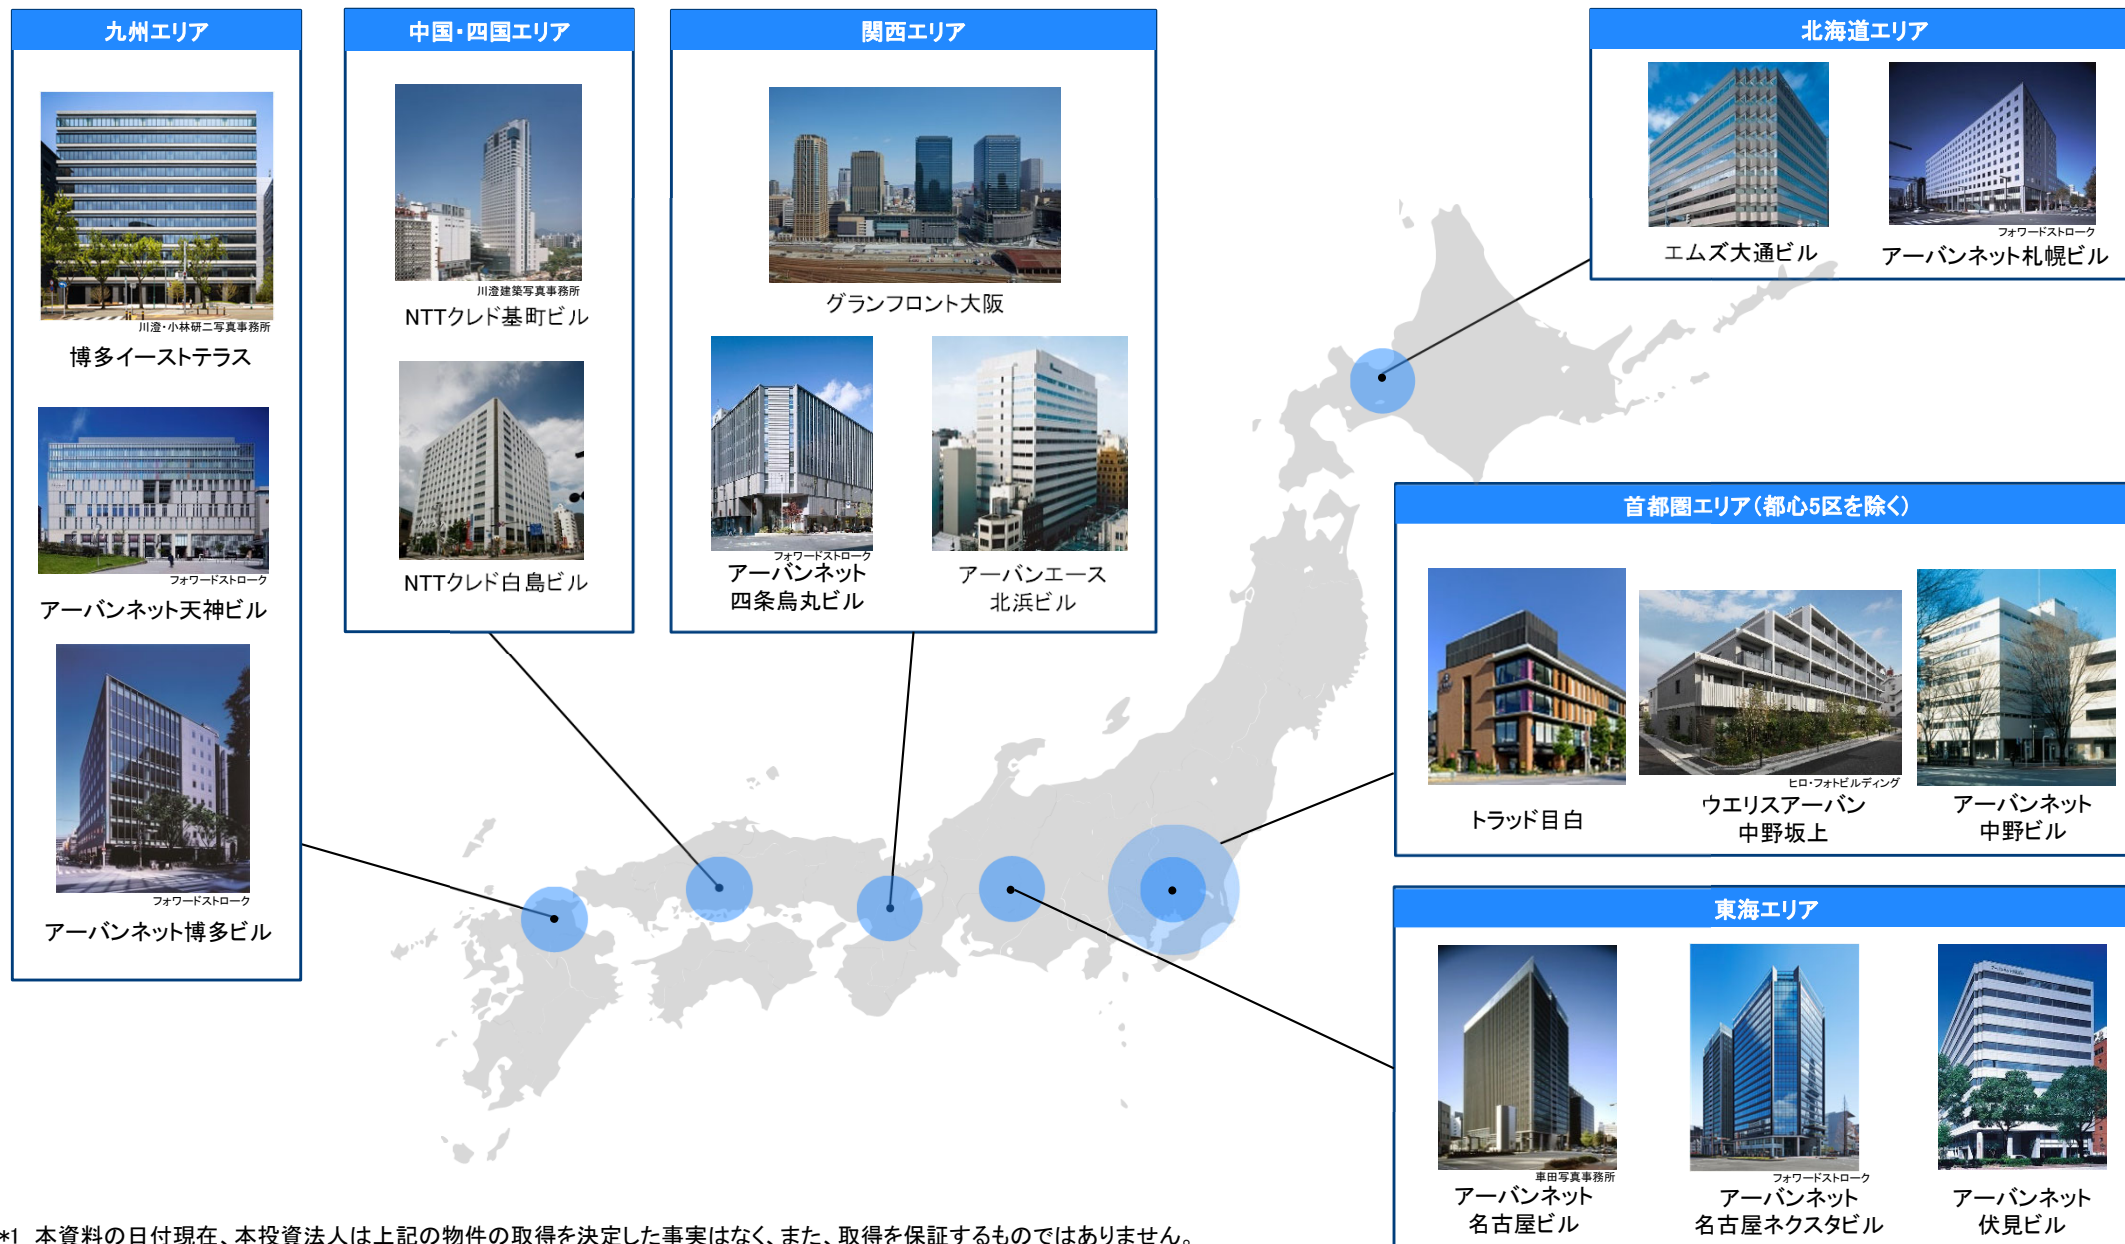 九州エリア
川澄・小林研二写真事務所
博多イーストテラス
フォワードストローク
アーバンネット天神ビル
フォワードストローク
アーバンネット博多ビル
中国・四国エリア
川澄建築写真事務所
NTTクレド基町ビル
NTTクレド白島ビル
関西エリア
グランフロント大阪
フォワードストローク
アーバンネット
四条烏丸ビル
アーバンエース
北浜ビル
北海道エリア
エムズ大通ビル
フォワードストローク
アーバンネット札幌ビル
首都圏エリア(都心5区を除く)
トラッド目白
ヒロ・フォトビルディング
ウエリスアーバン
中野坂上
アーバンネット
中野ビル
東海エリア
車田写真事務所
アーバンネット
名古屋ビル
フォワードストローク
アーバンネット
名古屋ネクスタビル
アーバンネット
伏見ビル
*1 本資料の日付現在、本投資法人は上記の物件の取得を決定した事実はなく、また、取得を保証するものではありません。